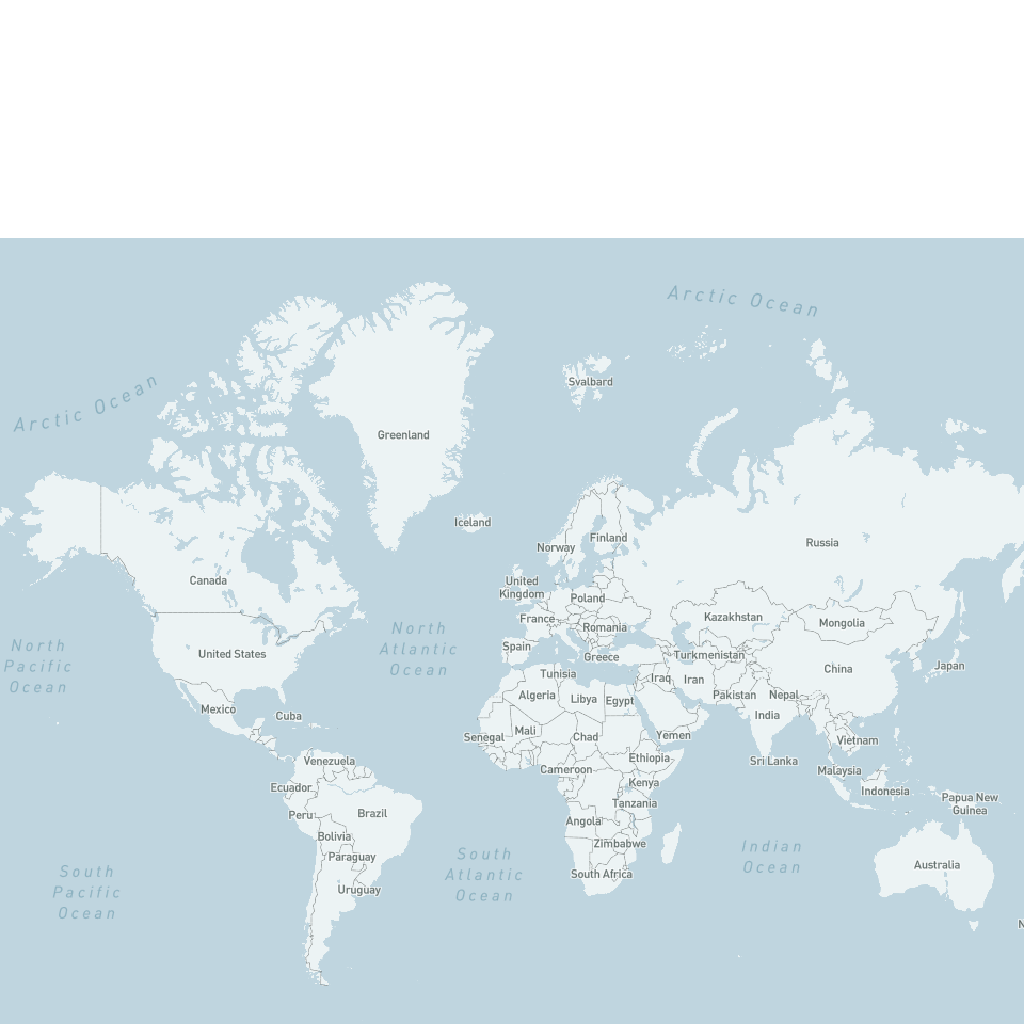 Arctic Ocean
Arctic Ocean
Svalbard
Greenland
Iceland
Norway
Finland
Russia
Canada
United
Kingdom
Poland
France
Romania
Kazakhstan
Mongolia
North
Pacific
Ocean
North
Atlantic
Ocean
United States
Spain
Greece
Turkmenistan
China
Japan
Tunisia
Iraq
Iran
Algeria
Libya
Egypt
Pakistan
Nepal
Mexico
Cuba
India
Senegal
Mali
Chad
Yemen
Vietnam
Venezuela
Cameroon
Ethiopia
Sri Lanka
Malaysia
Ecuador
Kenya
Indonesia
Papua New
Guinea
Peru
Brazil
Tanzania
Angola
Bolivia
Zimbabwe
Paraguay
South
Pacific
Ocean
South
Atlantic
Ocean
Indian
Ocean
South Africa
Australia
Uruguay
N